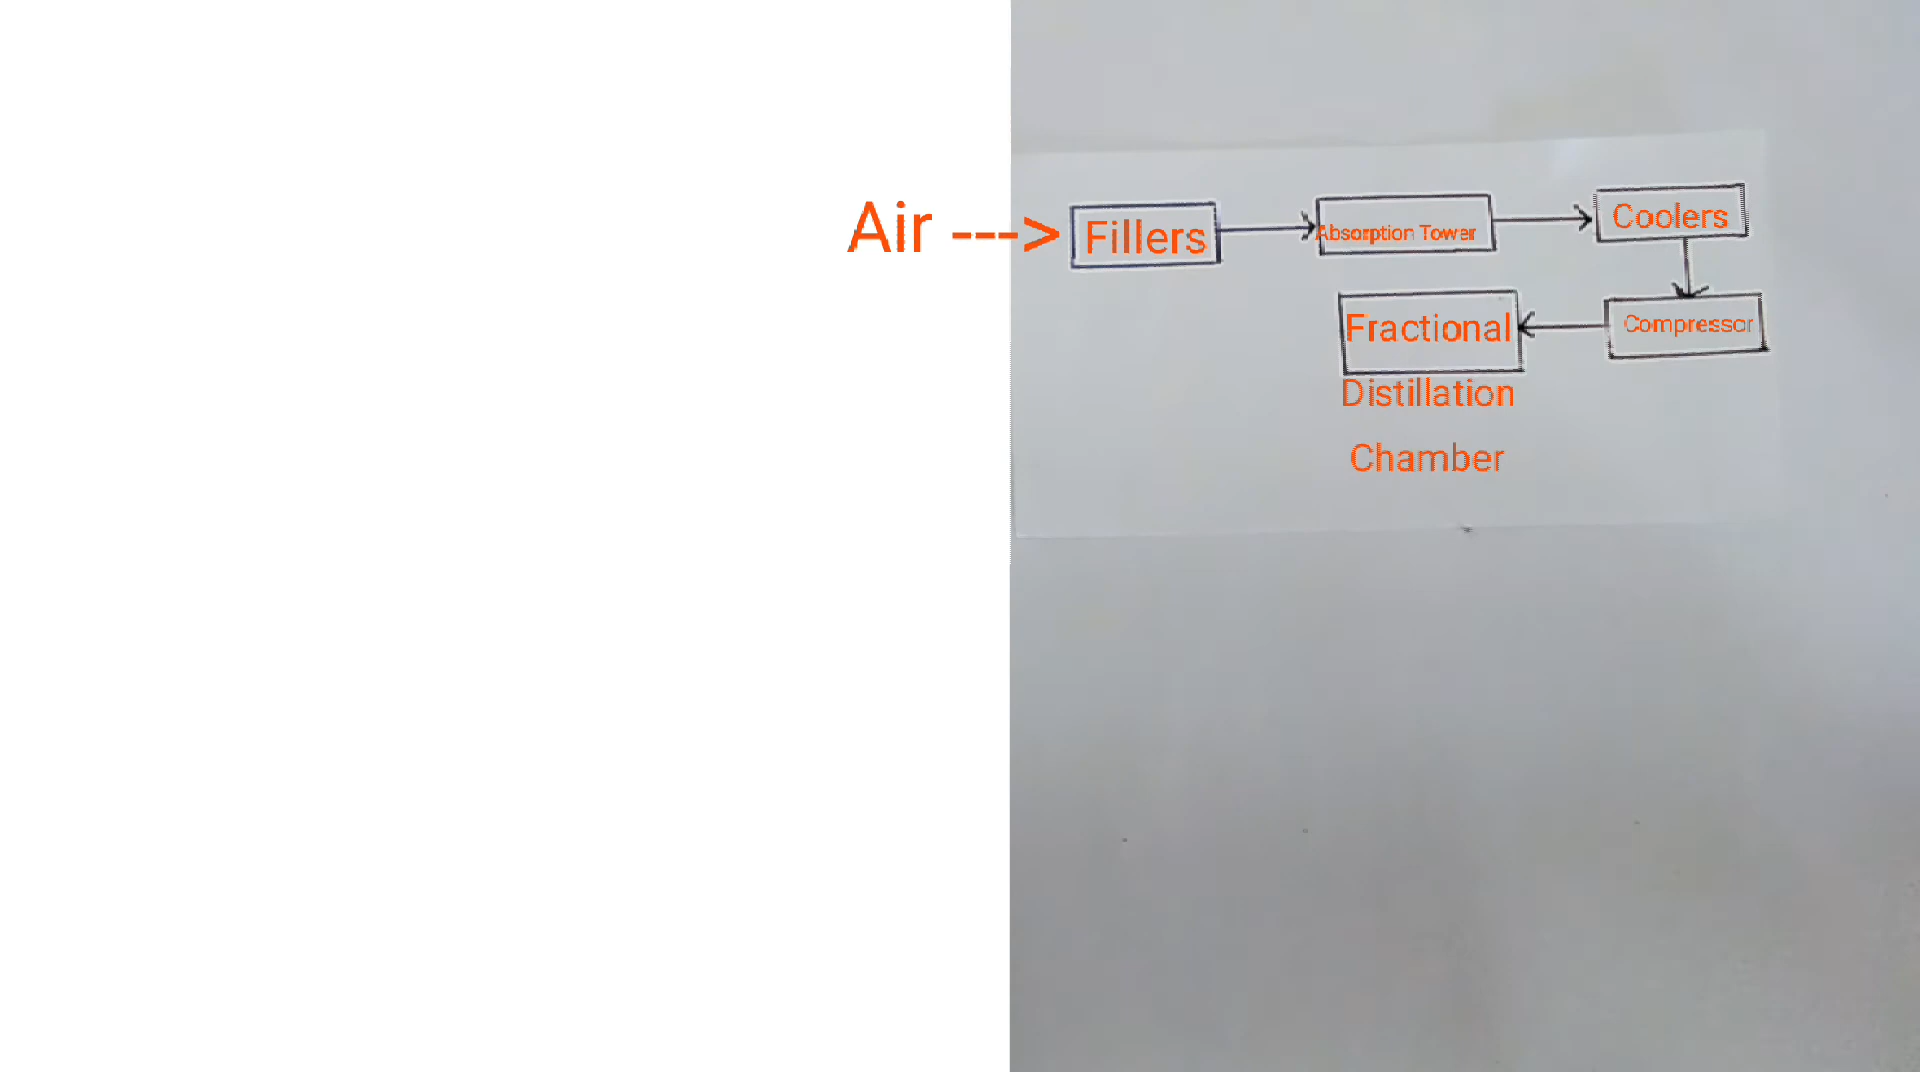 Air ---> Fillers
Absorption Tower
Coolers
Fractional
Distillation
Chamber
Compressor